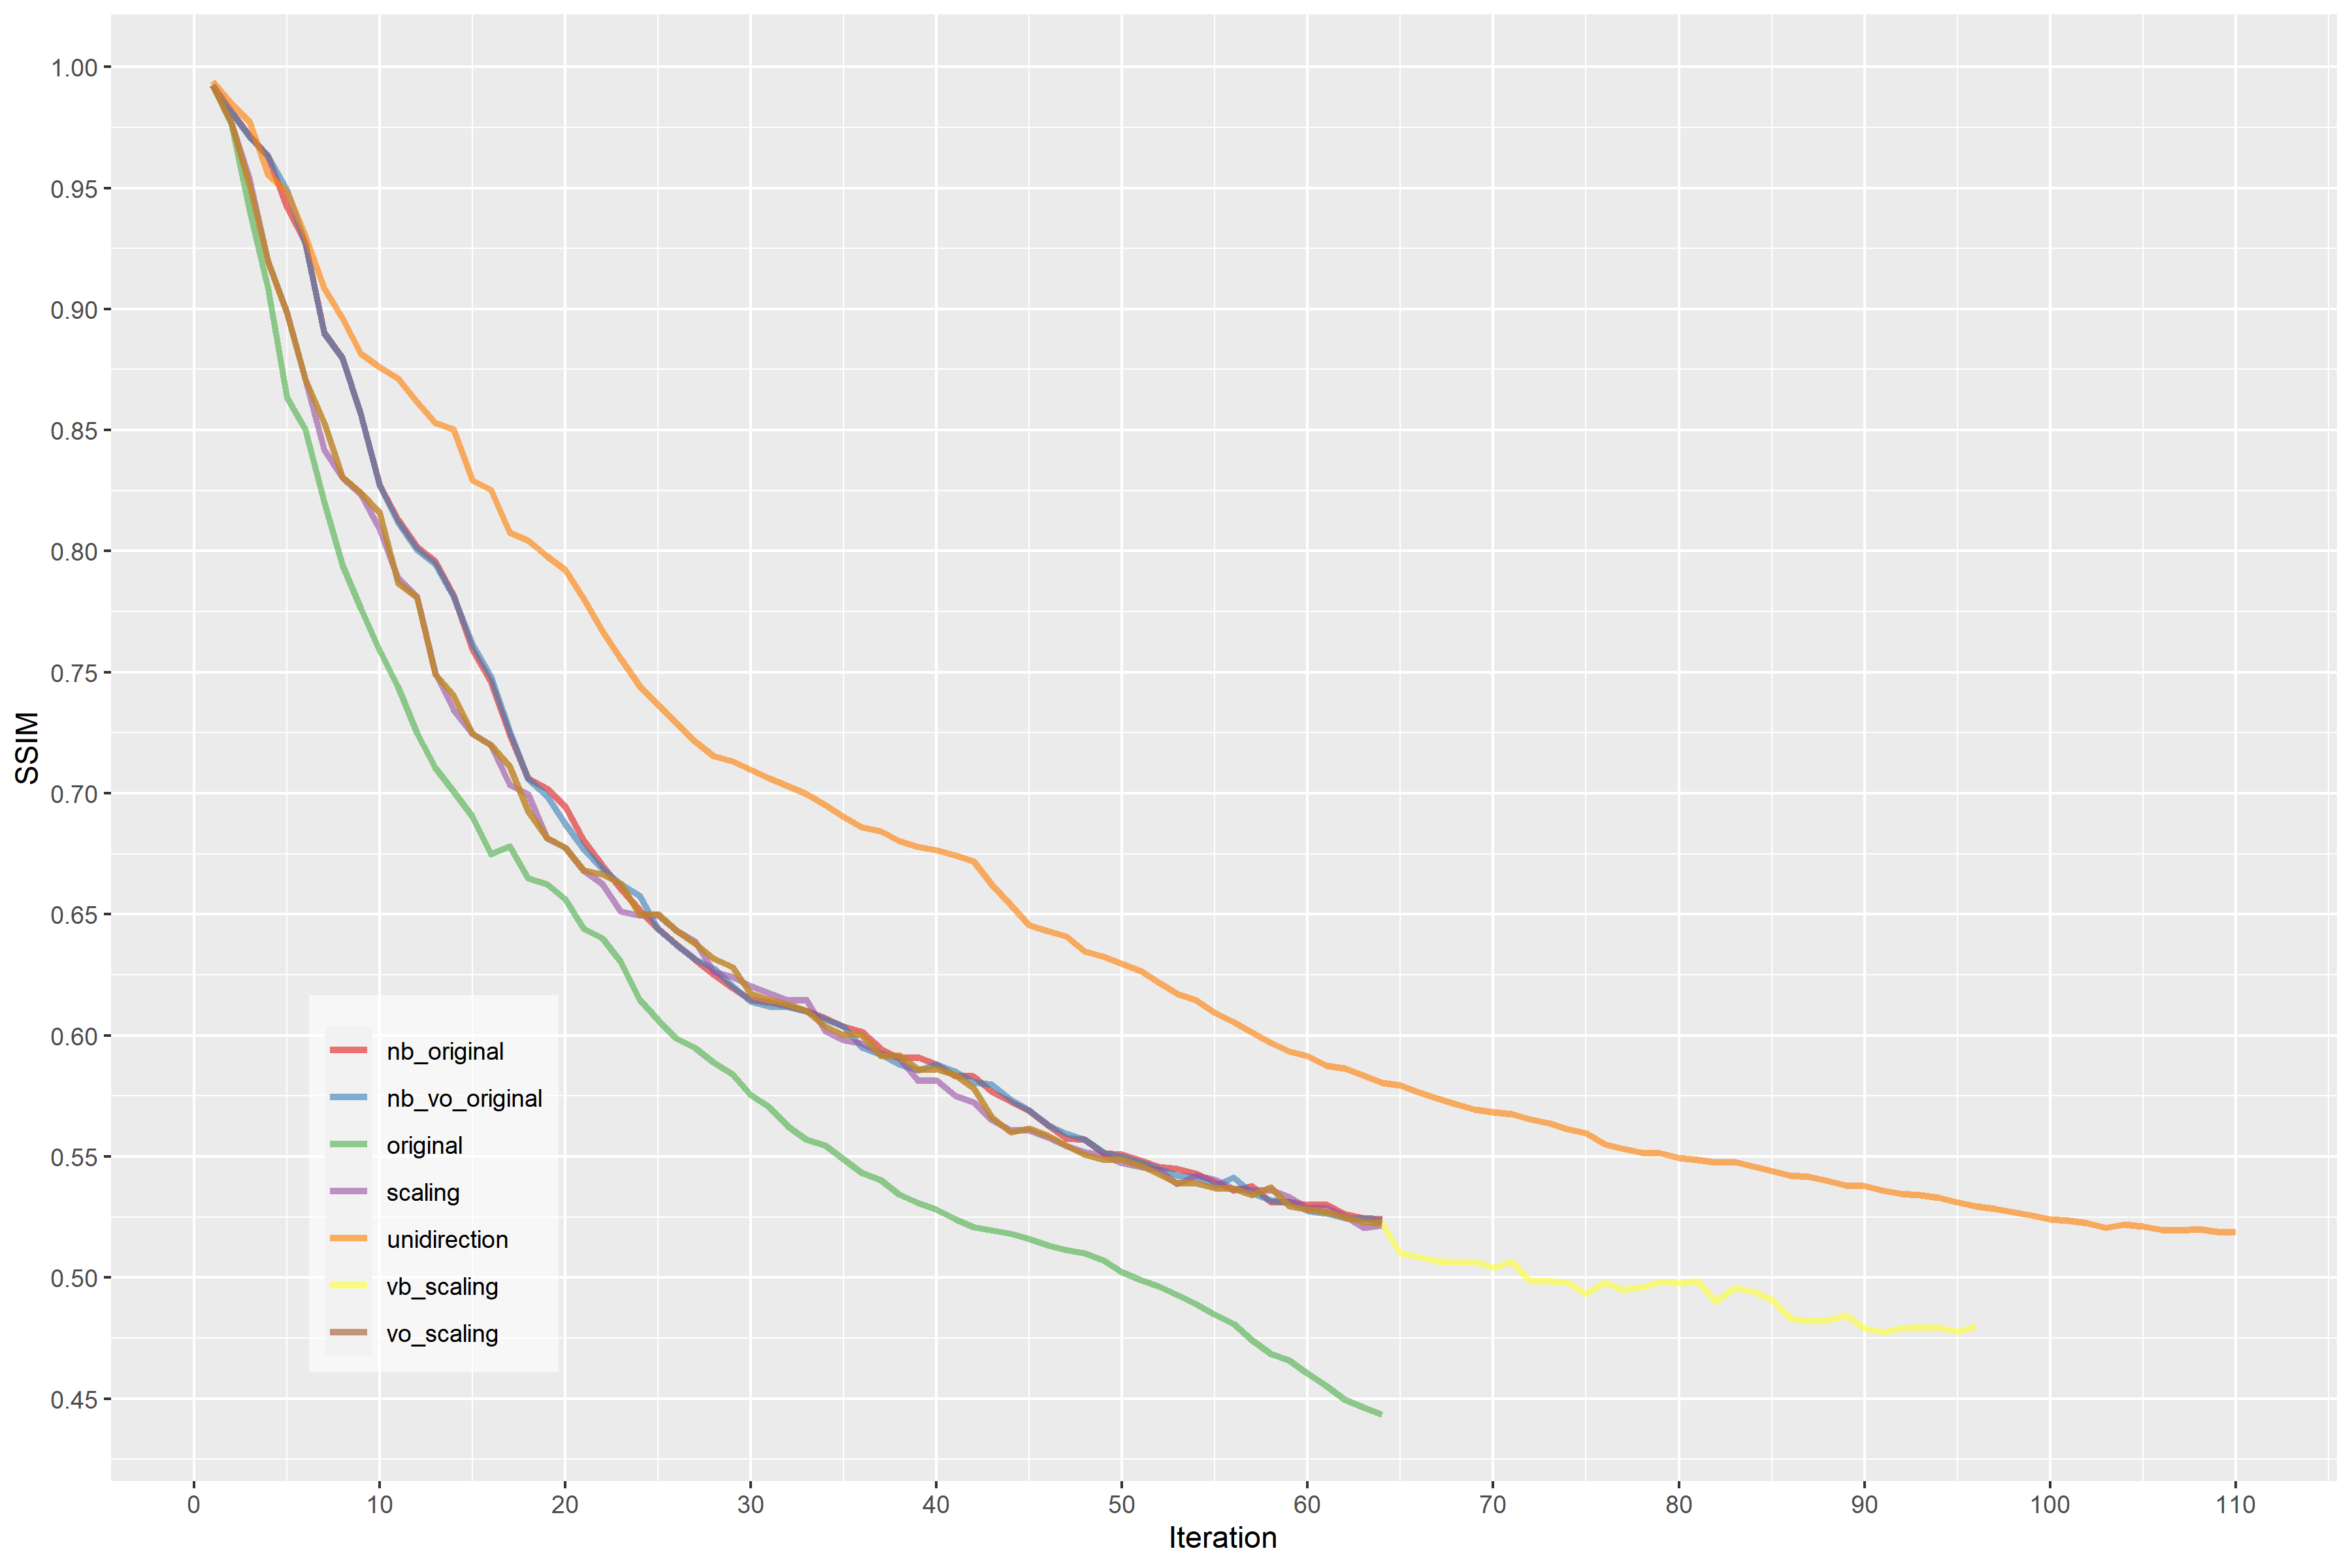 SSIM
1.00
0.95
0.90
0.85
0.80
0.75
0.70
0.65
0.60
0.55
0.50
0.45
nb_original
nb_vo_original
original
scaling
unidirection
vb_scaling
vo_scaling
0 10 20 30 40 50 60 70 80 90 100 110
Iteration